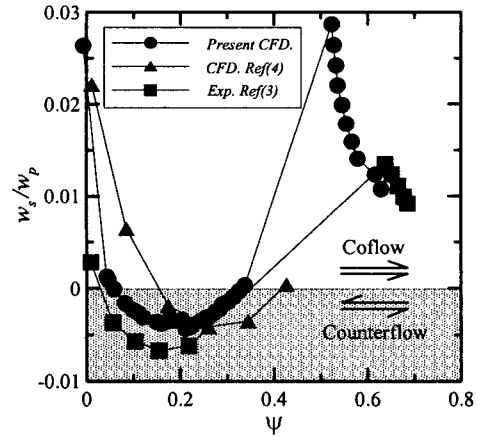 0.03
0.02
0.01
0
-0.01
w_s/w_p
Present CFD.
CFD. Ref(4)
Exp. Ref(3)
Coflow
Counterflow
0 0.2 0.4 0.6 0.8
Ψ